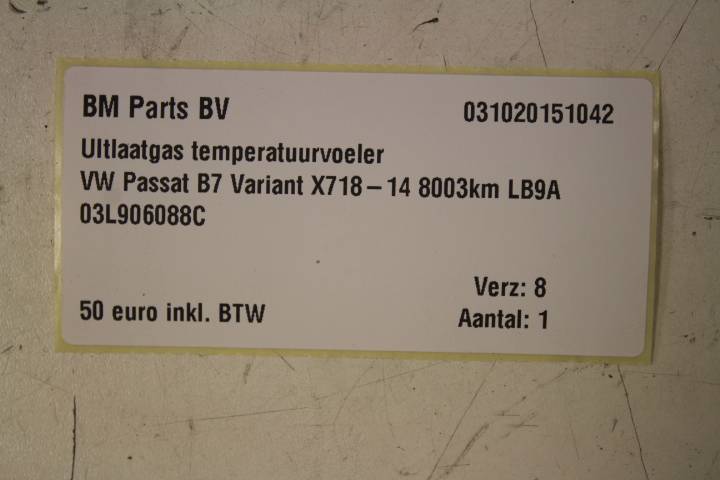 BM Parts BV 031020151042
UItlaatgas temperatuurvoeler
VW Passat B7 Variant X718-14 8003km LB9A
03L906088C
Verz: 8
50 euro inkl. BTW
Aantal: 1